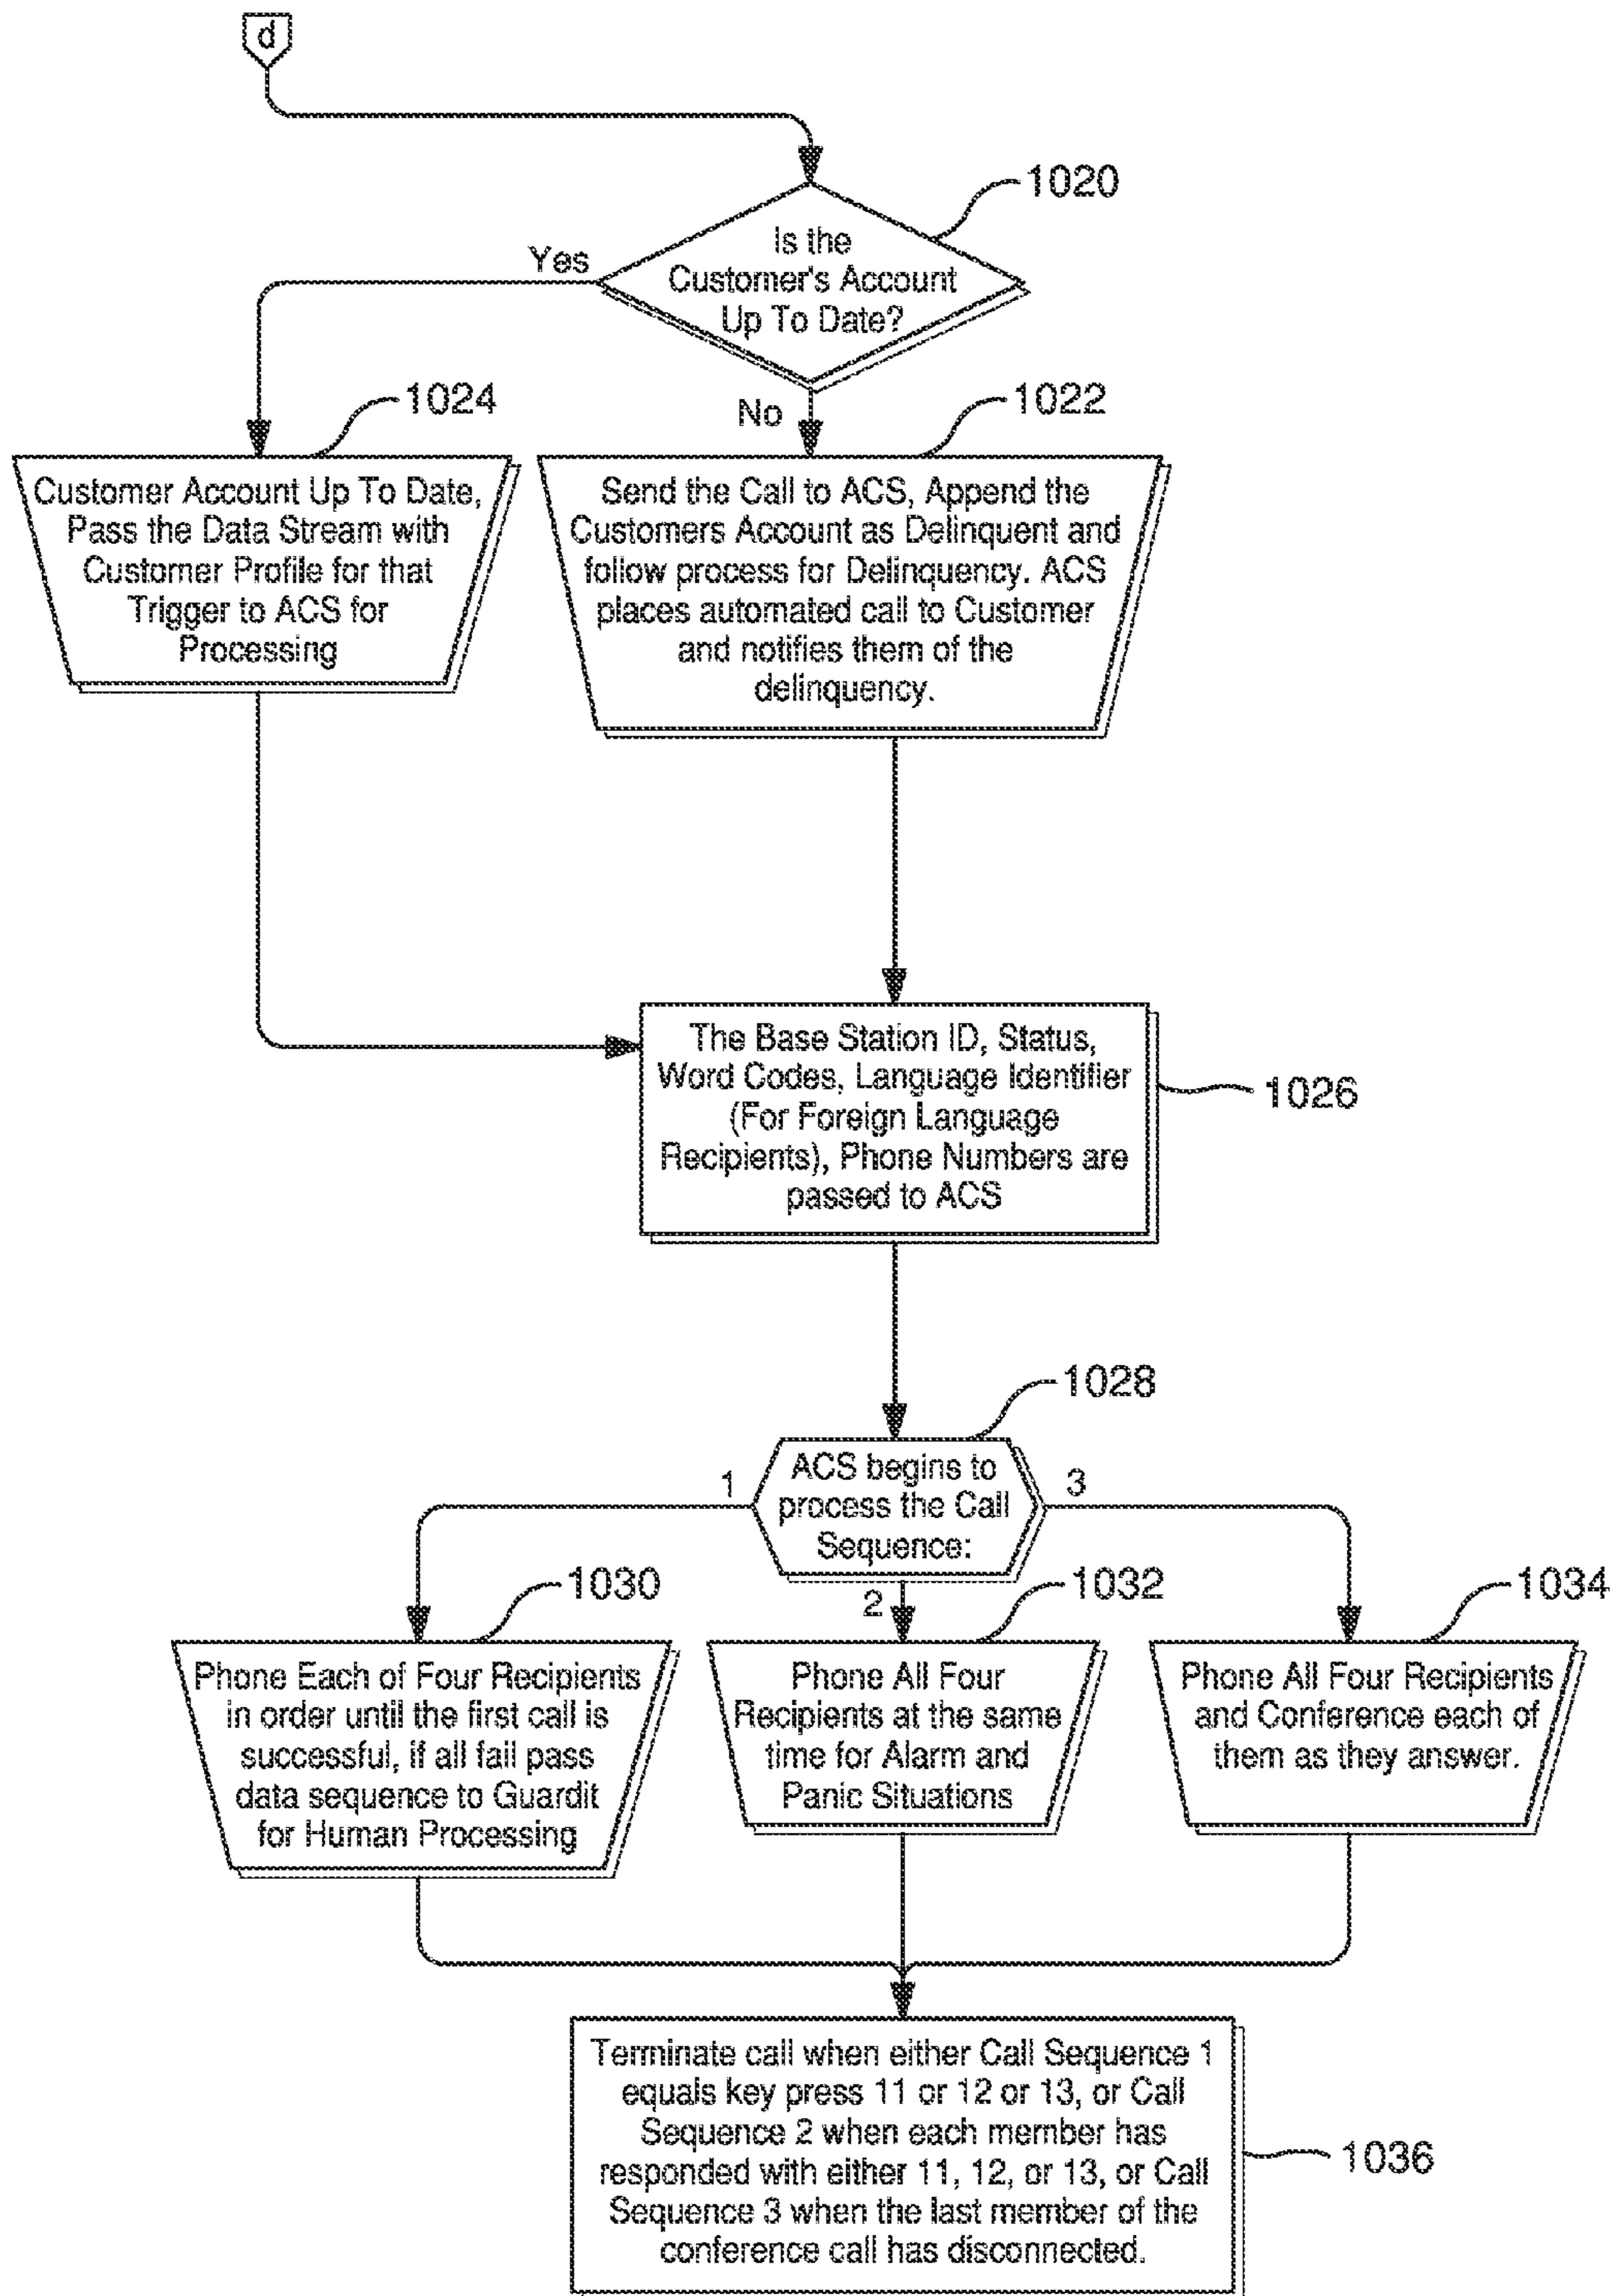 d
1020
Is the
Customer's Account
Up To Date?
Yes
No
1024
Customer Account Up To Date,
Pass the Data Stream with
Customer Profile for that
Trigger to ACS for
Processing
1022
Send the Call to ACS, Append the
Customers Account as Delinquent and
follow process for Delinquency. ACS
places automated call to Customer
and notifies them of the
delinquency.
The Base Station ID, Status,
Word Codes, Language Identifier
(For Foreign Language
Recipients), Phone Numbers are
passed to ACS
1026
1028
ACS begins to
process the Call
Sequence:
1
2
3
1030
Phone Each of Four Recipients
in order until the first call is
successful, if all fail pass
data sequence to Guardit
for Human Processing
1032
Phone All Four
Recipients at the same
time for Alarm and
Panic Situations
1034
Phone All Four Recipients
and Conference each of
them as they answer.
Terminate call when either Call Sequence 1
equals key press 11 or 12 or 13, or Call
Sequence 2 when each member has
responded with either 11, 12, or 13, or Call
Sequence 3 when the last member of the
conference call has disconnected.
1036